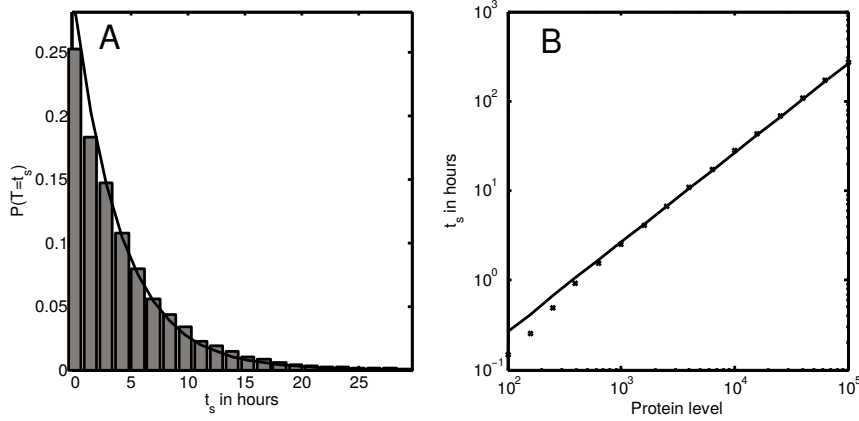 A
0.25
0.2
0.15
0.1
0.05
0
P(T=t_s)
0 5 10 15 20 25
t_s in hours
B
10^3
10^2
10^1
10^0
10^-1
t_s in hours
10^2 10^3 10^4 10^5
Protein level